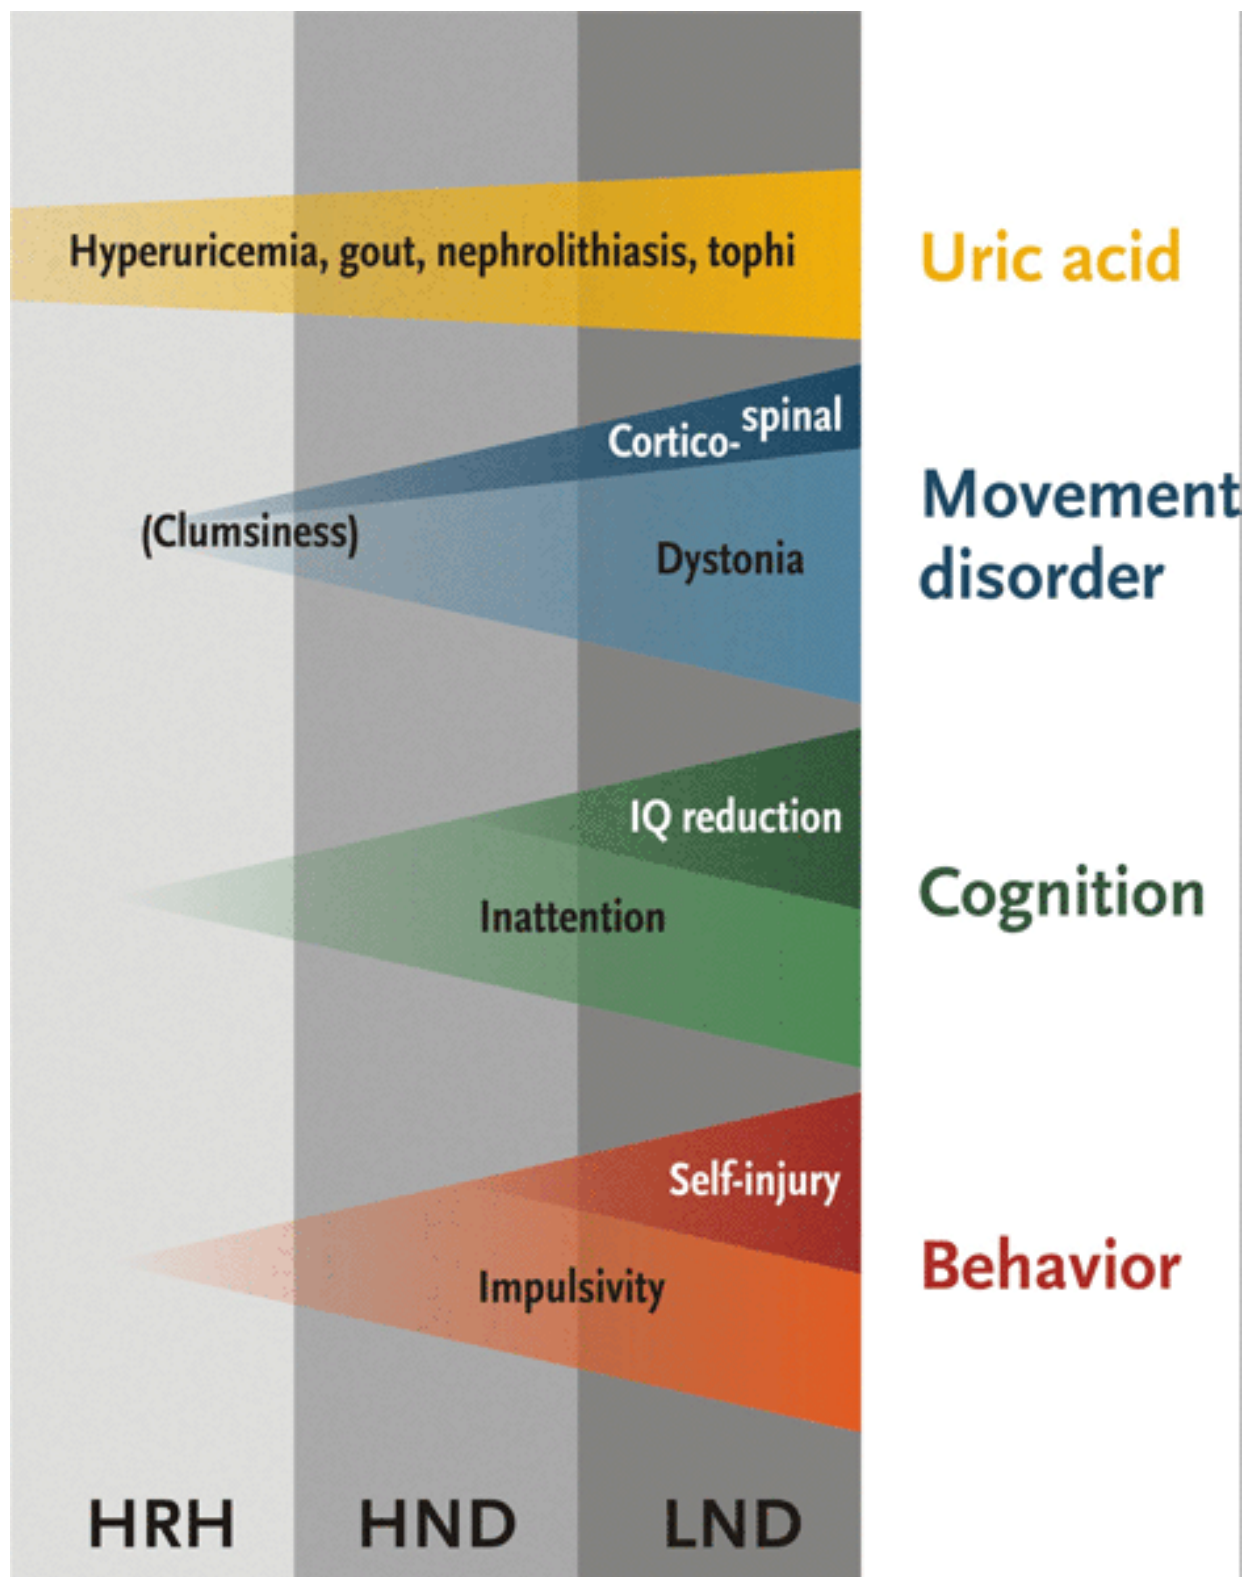 Hyperuricemia, gout, nephrolithiasis, tophi
Uric acid
Cortico-spinal
(Clumsiness)
Dystonia
Movement
disorder
IQ reduction
Inattention
Cognition
Self-injury
Impulsivity
Behavior
HRH
HND
LND